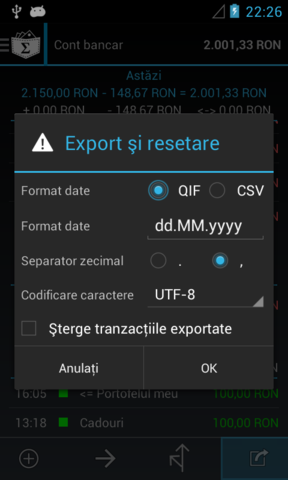 22:26
Cont bancar 2.001,33 RON
Astăzi
2.150,00 RON - 148,67 RON = 2.001,33 RON
+ 0,00 RON - 148,67 RON <-> 0,00 RON
Export şi resetare
Format date QIF CSV
Format date dd.MM.yyyy
Separator zecimal . ,
Codificare caractere UTF-8
Şterge tranzacţiile exportate
Anulați OK
16:05 <= Portofelul meu 100,00 RON
13:18 Cadouri 100,00 RON